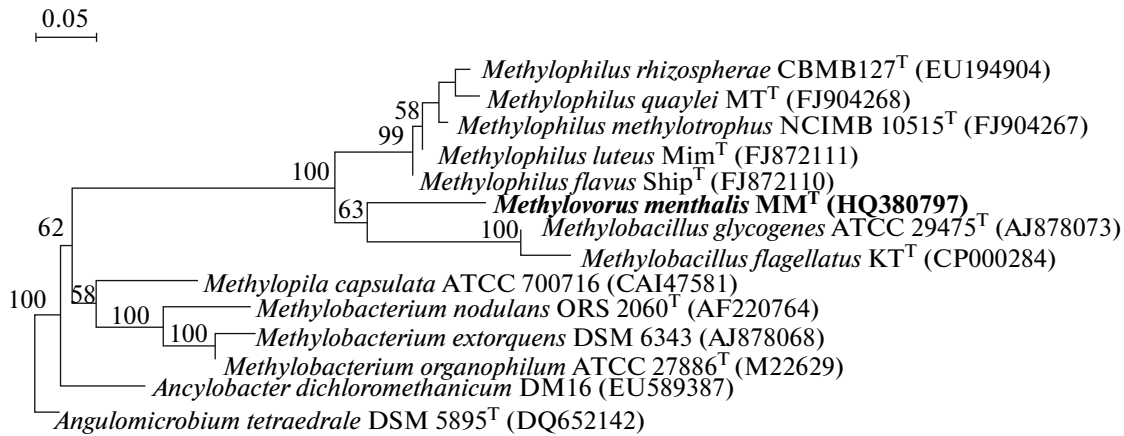 0.05
Methylophilus rhizospherae CBMB127ᵀ (EU194904)
Methylophilus quaylei MTᵀ (FJ904268)
58
Methylophilus methylotrophus NCIMB 10515ᵀ (FJ904267)
99
Methylophilus luteus Mimᵀ (FJ872111)
100
Methylophilus flavus Shipᵀ (FJ872110)
Methylovorus menthalis MMᵀ (HQ380797)
63
100
Methylobacillus glycogenes ATCC 29475ᵀ (AJ878073)
62
Methylobacillus flagellatus KTᵀ (CP000284)
Methylopila capsulata ATCC 700716 (CAI47581)
58
100
Methylobacterium nodulans ORS 2060ᵀ (AF220764)
100
100
Methylobacterium extorquens DSM 6343 (AJ878068)
Methylobacterium organophilum ATCC 27886ᵀ (M22629)
Ancylobacter dichloromethanicum DM16 (EU589387)
Angulomicrobium tetraedrale DSM 5895ᵀ (DQ652142)